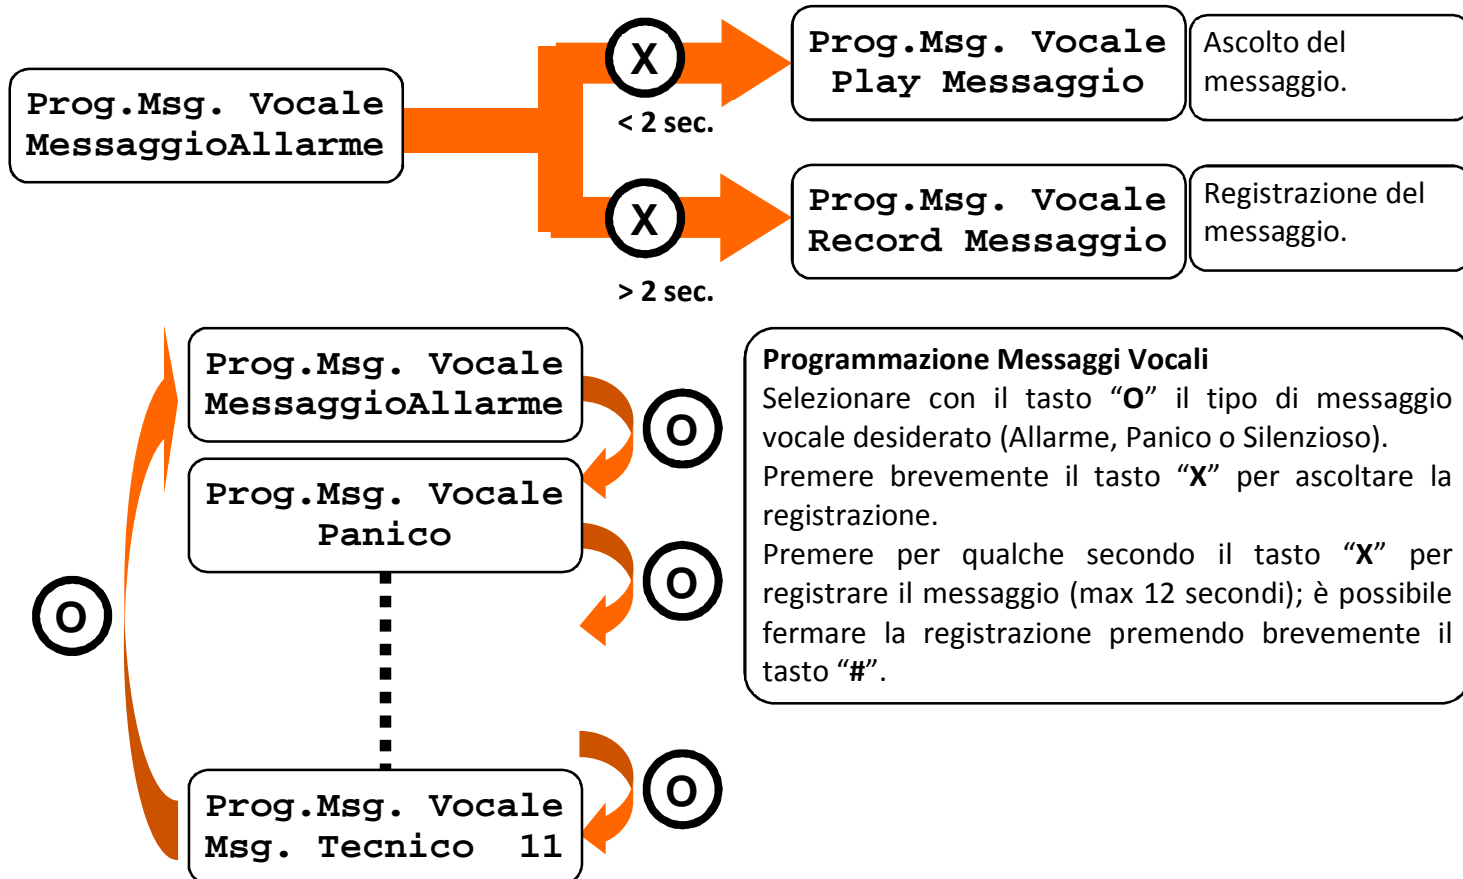 Prog.Msg. Vocale
MessaggioAllarme
X
< 2 sec.
Prog.Msg. Vocale
Play Messaggio
Ascolto del
messaggio.
X
> 2 sec.
Prog.Msg. Vocale
Record Messaggio
Registrazione del
messaggio.
Prog.Msg. Vocale
MessaggioAllarme
O
Prog.Msg. Vocale
Panico
O
O
Prog.Msg. Vocale
Msg. Tecnico 11
O
Programmazione Messaggi Vocali
Selezionare con il tasto “O” il tipo di messaggio
vocale desiderato (Allarme, Panico o Silenzioso).
Premere brevemente il tasto “X” per ascoltare la
registrazione.
Premere per qualche secondo il tasto “X” per
registrare il messaggio (max 12 secondi); è possibile
fermare la registrazione premendo brevemente il
tasto “#”.